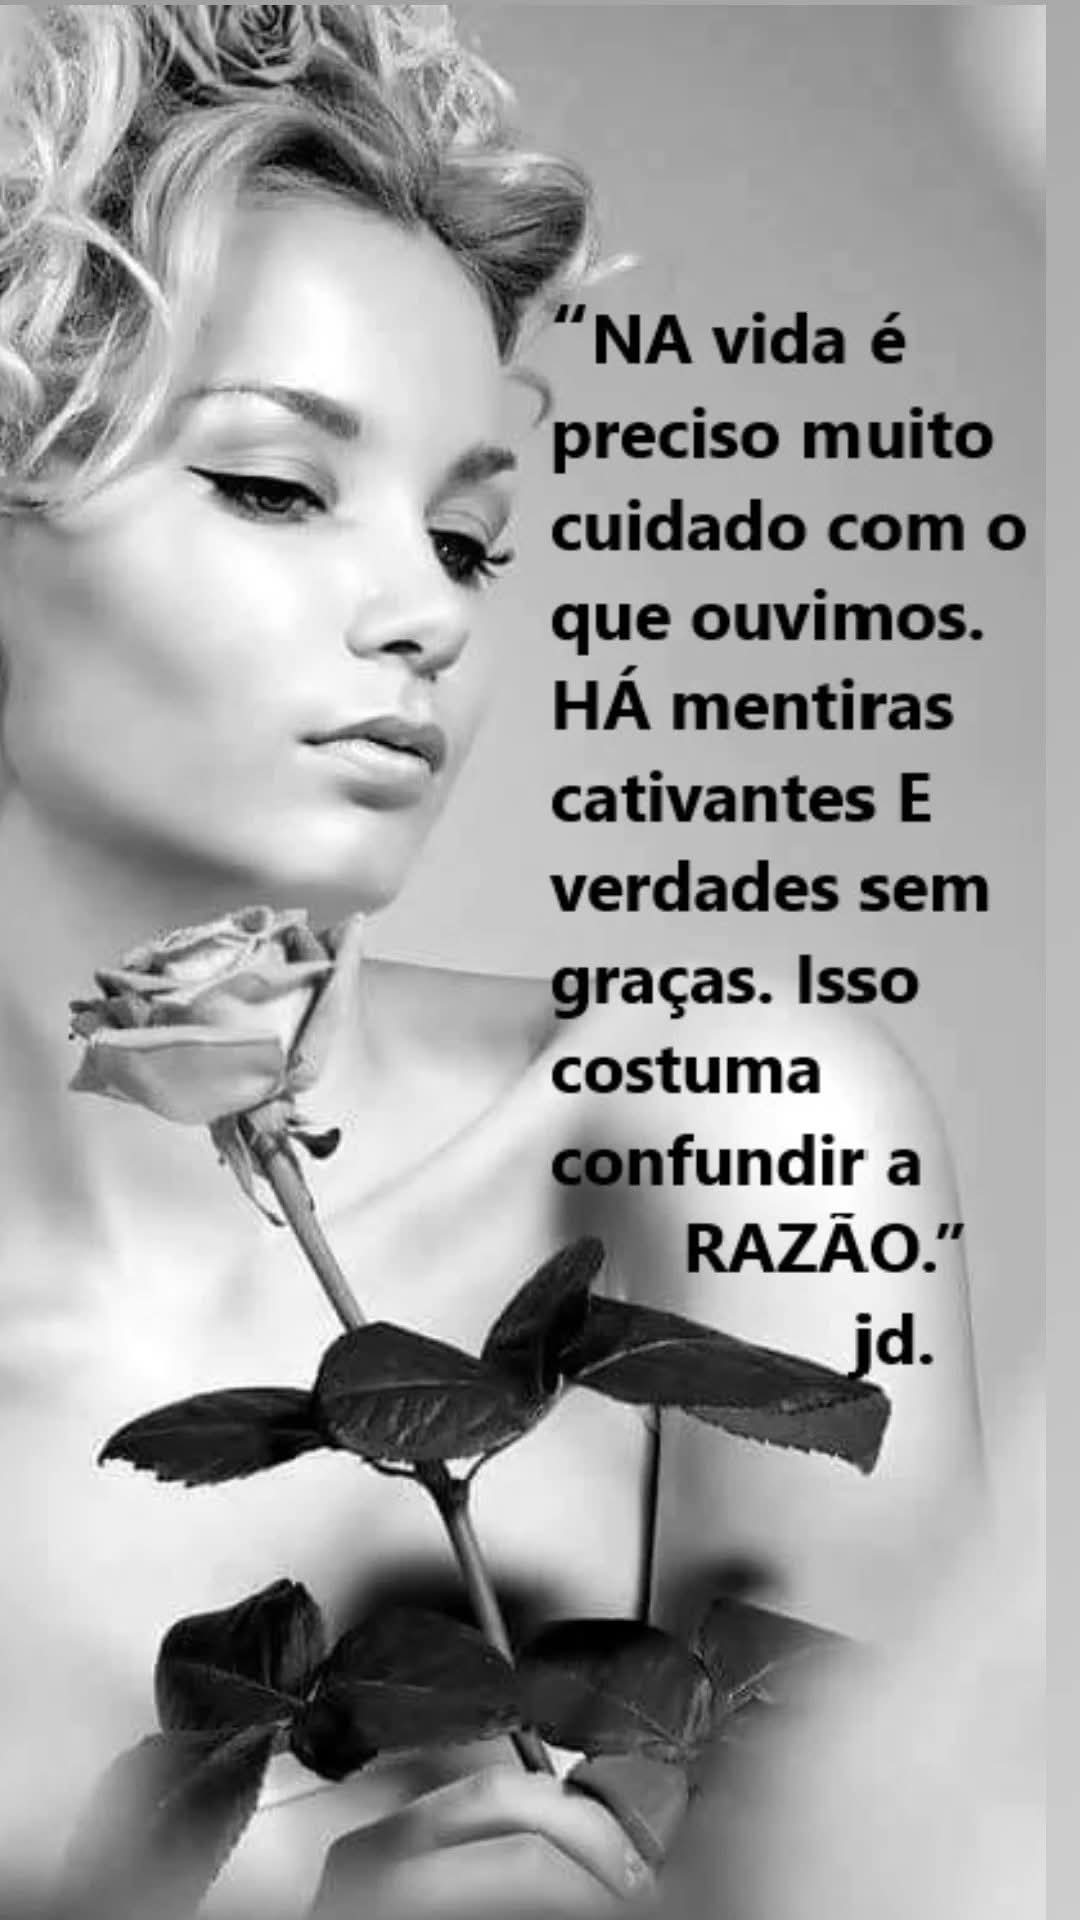 “NA vida é
preciso muito
cuidado com o
que ouvimos.
HÁ mentiras
cativantes E
verdades sem
graças. Isso
costuma
confundir a
RAZÃO.”
jd.